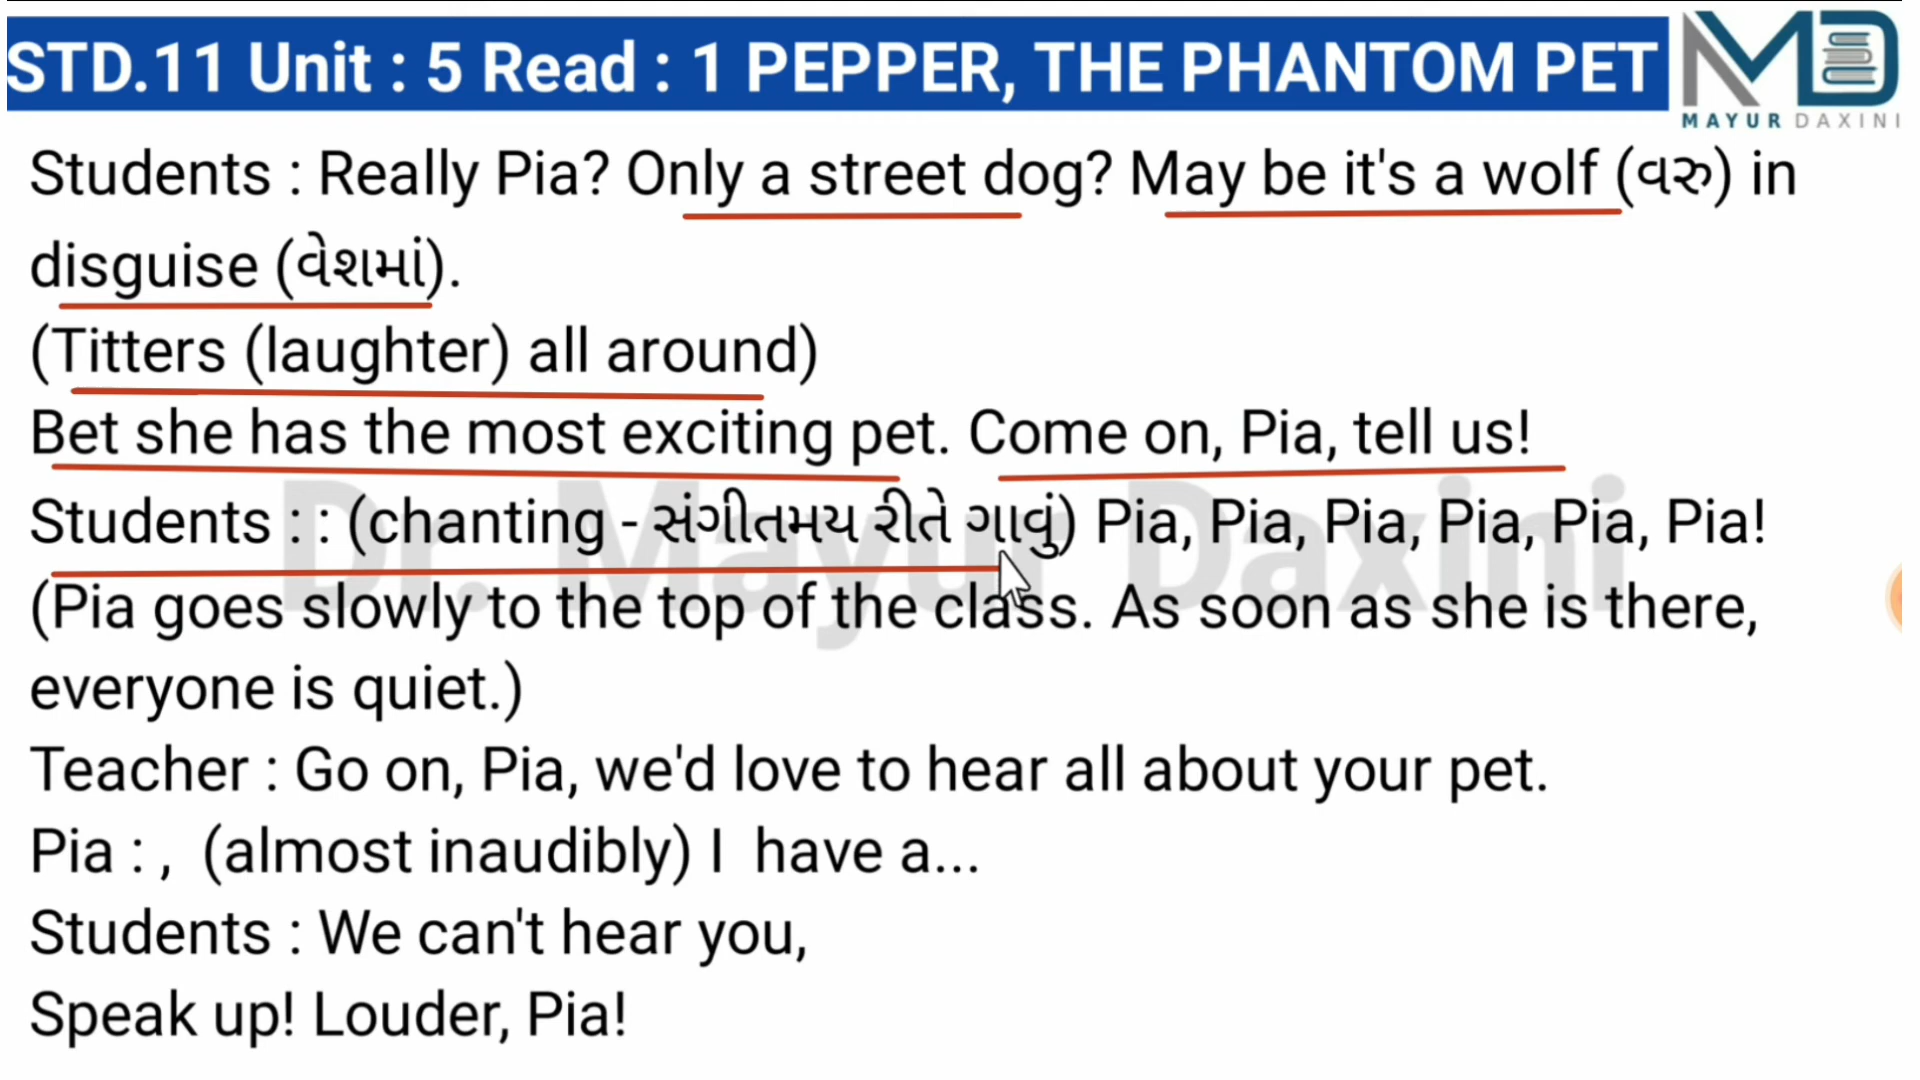 STD.11 Unit : 5 Read : 1 PEPPER, THE PHANTOM PET
MAYUR DAXINI
Students : Really Pia? Only a street dog? May be it's a wolf (વરુ) in
disguise (વેશમાં).
(Titters (laughter) all around)
Bet she has the most exciting pet. Come on, Pia, tell us!
Students : : (chanting - સંગીતમય રીતે ગાવું) Pia, Pia, Pia, Pia, Pia, Pia!
Dr. Mayur Daxini
(Pia goes slowly to the top of the class. As soon as she is there,
everyone is quiet.)
Teacher : Go on, Pia, we'd love to hear all about your pet.
Pia : ,  (almost inaudibly) I  have a...
Students : We can't hear you,
Speak up! Louder, Pia!